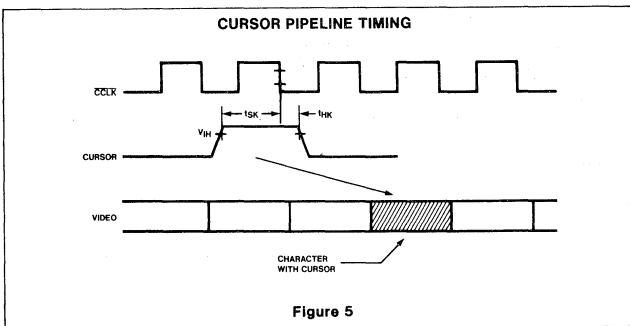 CURSOR PIPELINE TIMING
CCLK
tSK
tHK
VIH
CURSOR
VIDEO
CHARACTER
WITH CURSOR
Figure 5